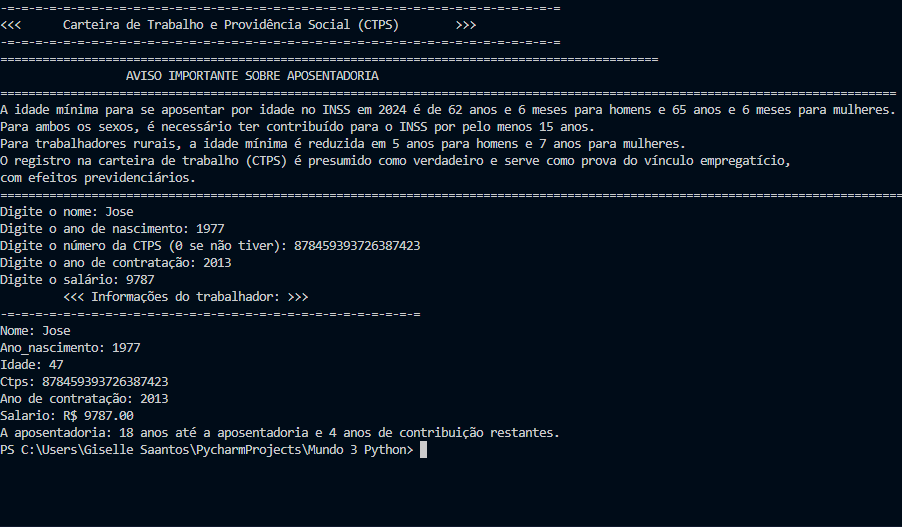 -=-=-=-=-=-=-=-=-=-=-=-=-=-=-=-=-=-=-=-=-=-=-=-=-=-=-=-=-=-=-=-=-=-=-=-=-=-=-=-=
<<<      Carteira de Trabalho e Providência Social (CTPS)        >>>
-=-=-=-=-=-=-=-=-=-=-=-=-=-=-=-=-=-=-=-=-=-=-=-=-=-=-=-=-=-=-=-=-=-=-=-=-=-=-=-=
==============================================================================================
                  AVISO IMPORTANTE SOBRE APOSENTADORIA
================================================================================================================================
A idade mínima para se aposentar por idade no INSS em 2024 é de 62 anos e 6 meses para homens e 65 anos e 6 meses para mulheres.
Para ambos os sexos, é necessário ter contribuído para o INSS por pelo menos 15 anos.
Para trabalhadores rurais, a idade mínima é reduzida em 5 anos para homens e 7 anos para mulheres.
O registro na carteira de trabalho (CTPS) é presumido como verdadeiro e serve como prova do vínculo empregatício,
com efeitos previdenciários.
=================================================================================================================================
Digite o nome: Jose
Digite o ano de nascimento: 1977
Digite o número da CTPS (0 se não tiver): 878459393726387423
Digite o ano de contratação: 2013
Digite o salário: 9787
         <<< Informações do trabalhador: >>>
-=-=-=-=-=-=-=-=-=-=-=-=-=-=-=-=-=-=-=-=-=-=-=-=-=-=-=-=-=-=
Nome: Jose
Ano_nascimento: 1977
Idade: 47
Ctps: 878459393726387423
Ano de contratação: 2013
Salario: R$ 9787.00
A aposentadoria: 18 anos até a aposentadoria e 4 anos de contribuição restantes.
PS C:\Users\Giselle Saantos\PycharmProjects\Mundo 3 Python>